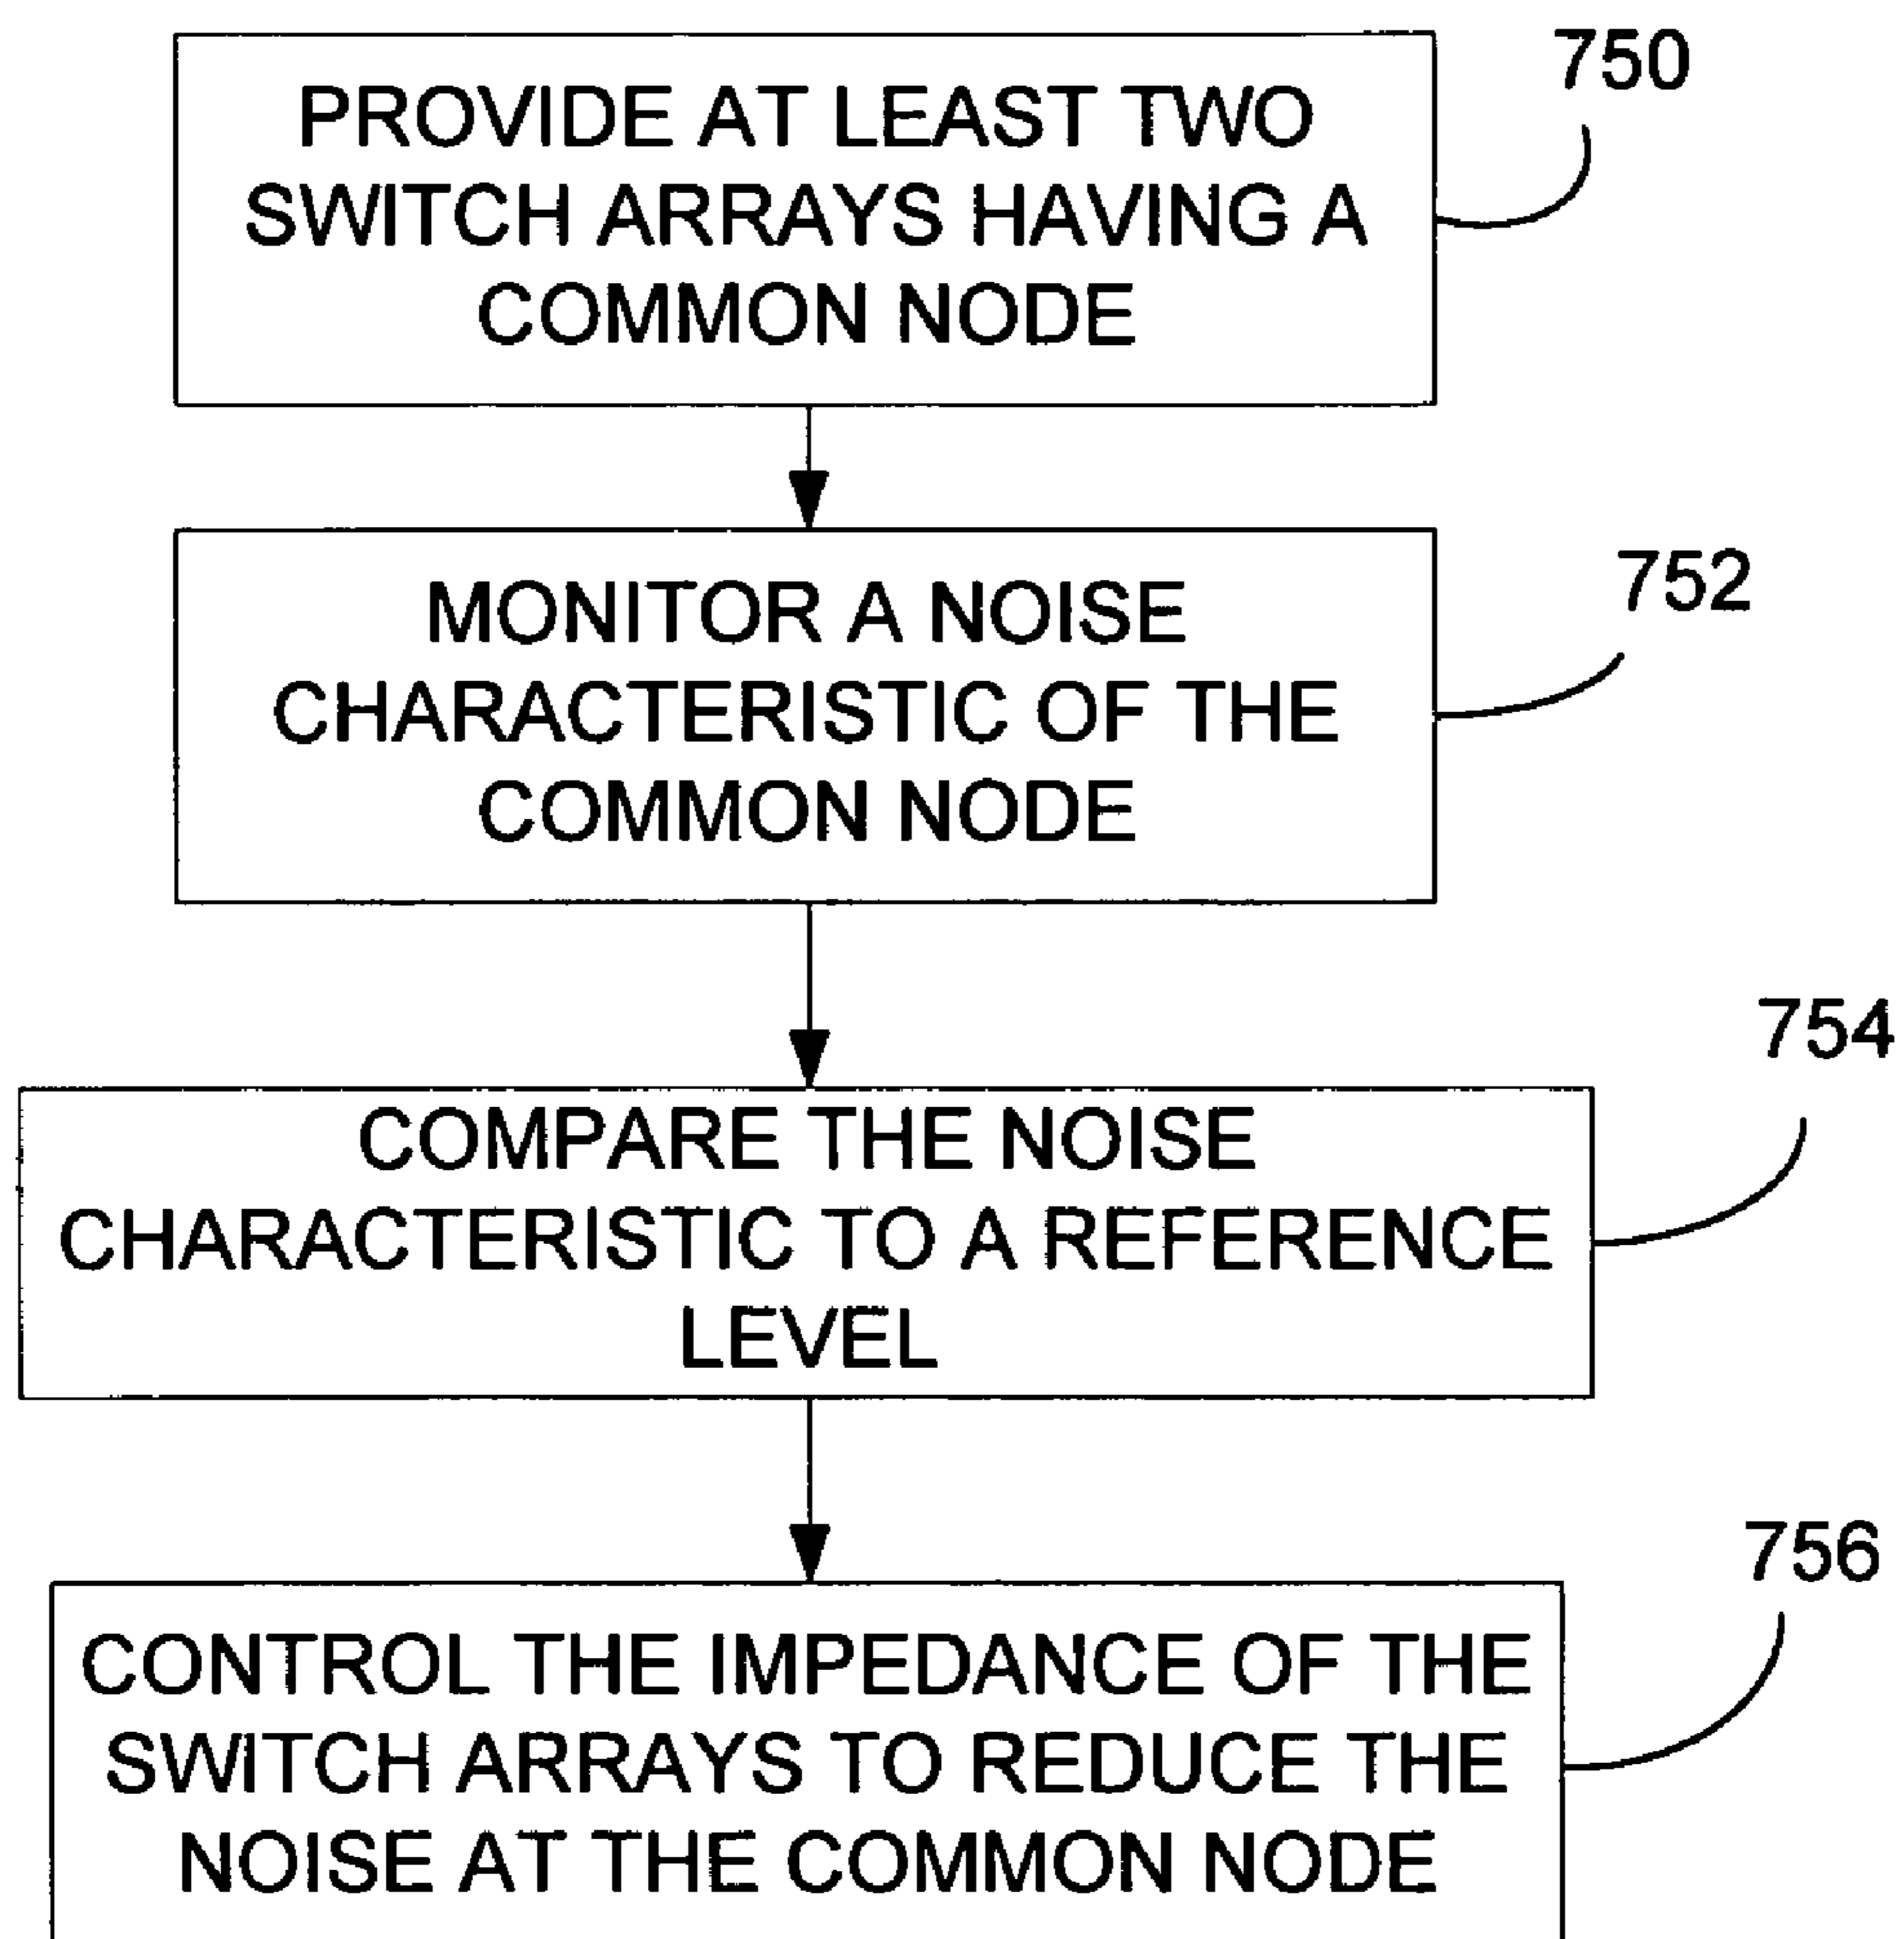 750
PROVIDE AT LEAST TWO
SWITCH ARRAYS HAVING A
COMMON NODE
752
MONITOR A NOISE
CHARACTERISTIC OF THE
COMMON NODE
754
COMPARE THE NOISE
CHARACTERISTIC TO A REFERENCE
LEVEL
756
CONTROL THE IMPEDANCE OF THE
SWITCH ARRAYS TO REDUCE THE
NOISE AT THE COMMON NODE